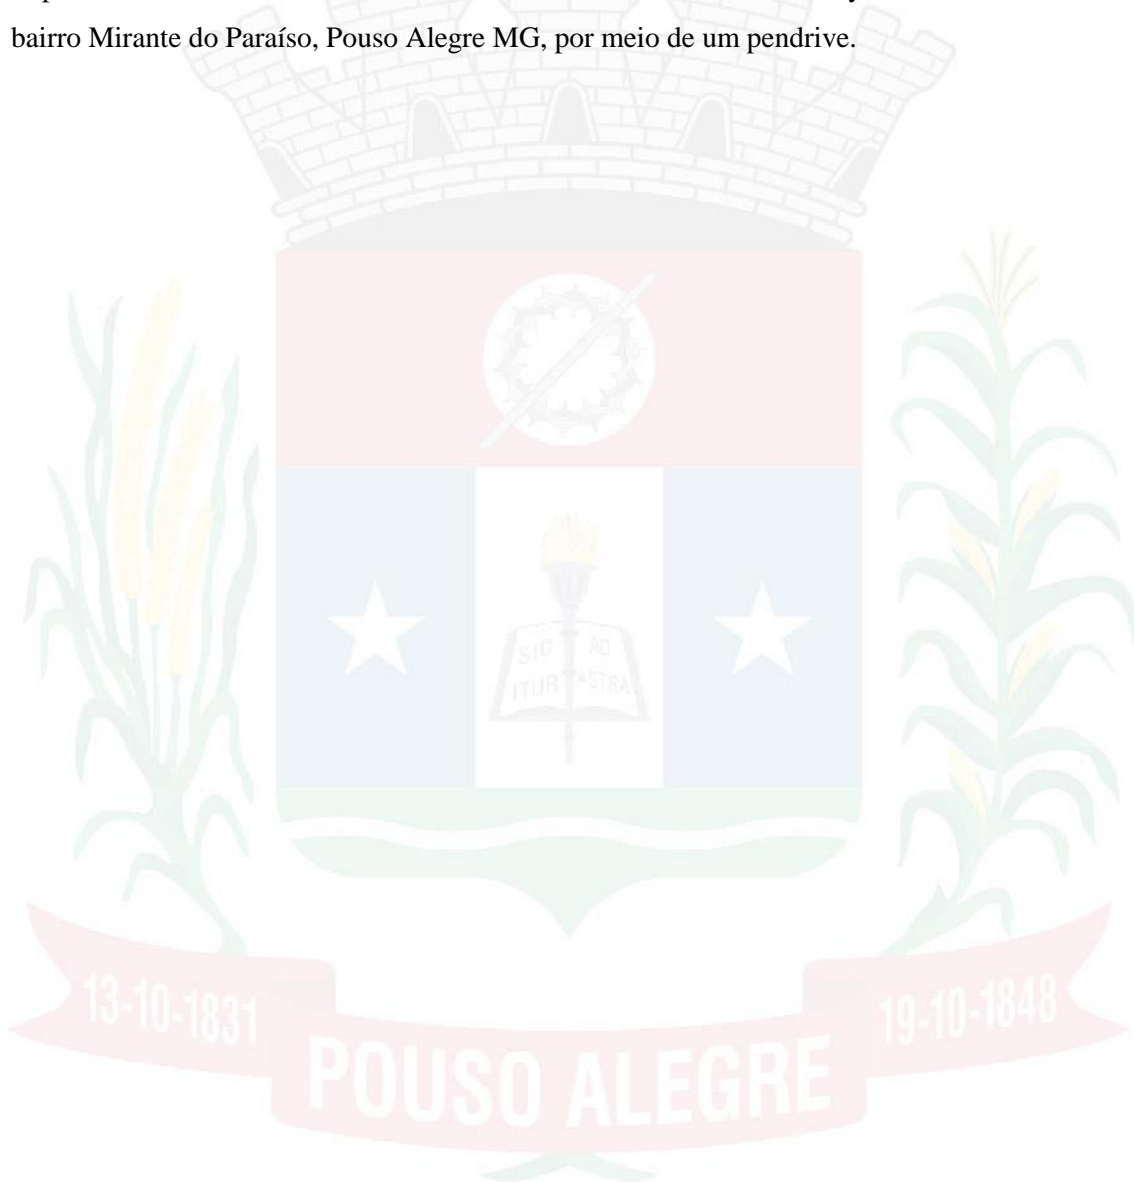 bairro Mirante do Paraíso, Pouso Alegre MG, por meio de um pendrive.
SIC AD
ITUR ASTRA
13-10-1831
19-10-1848
POUSO ALEGRE